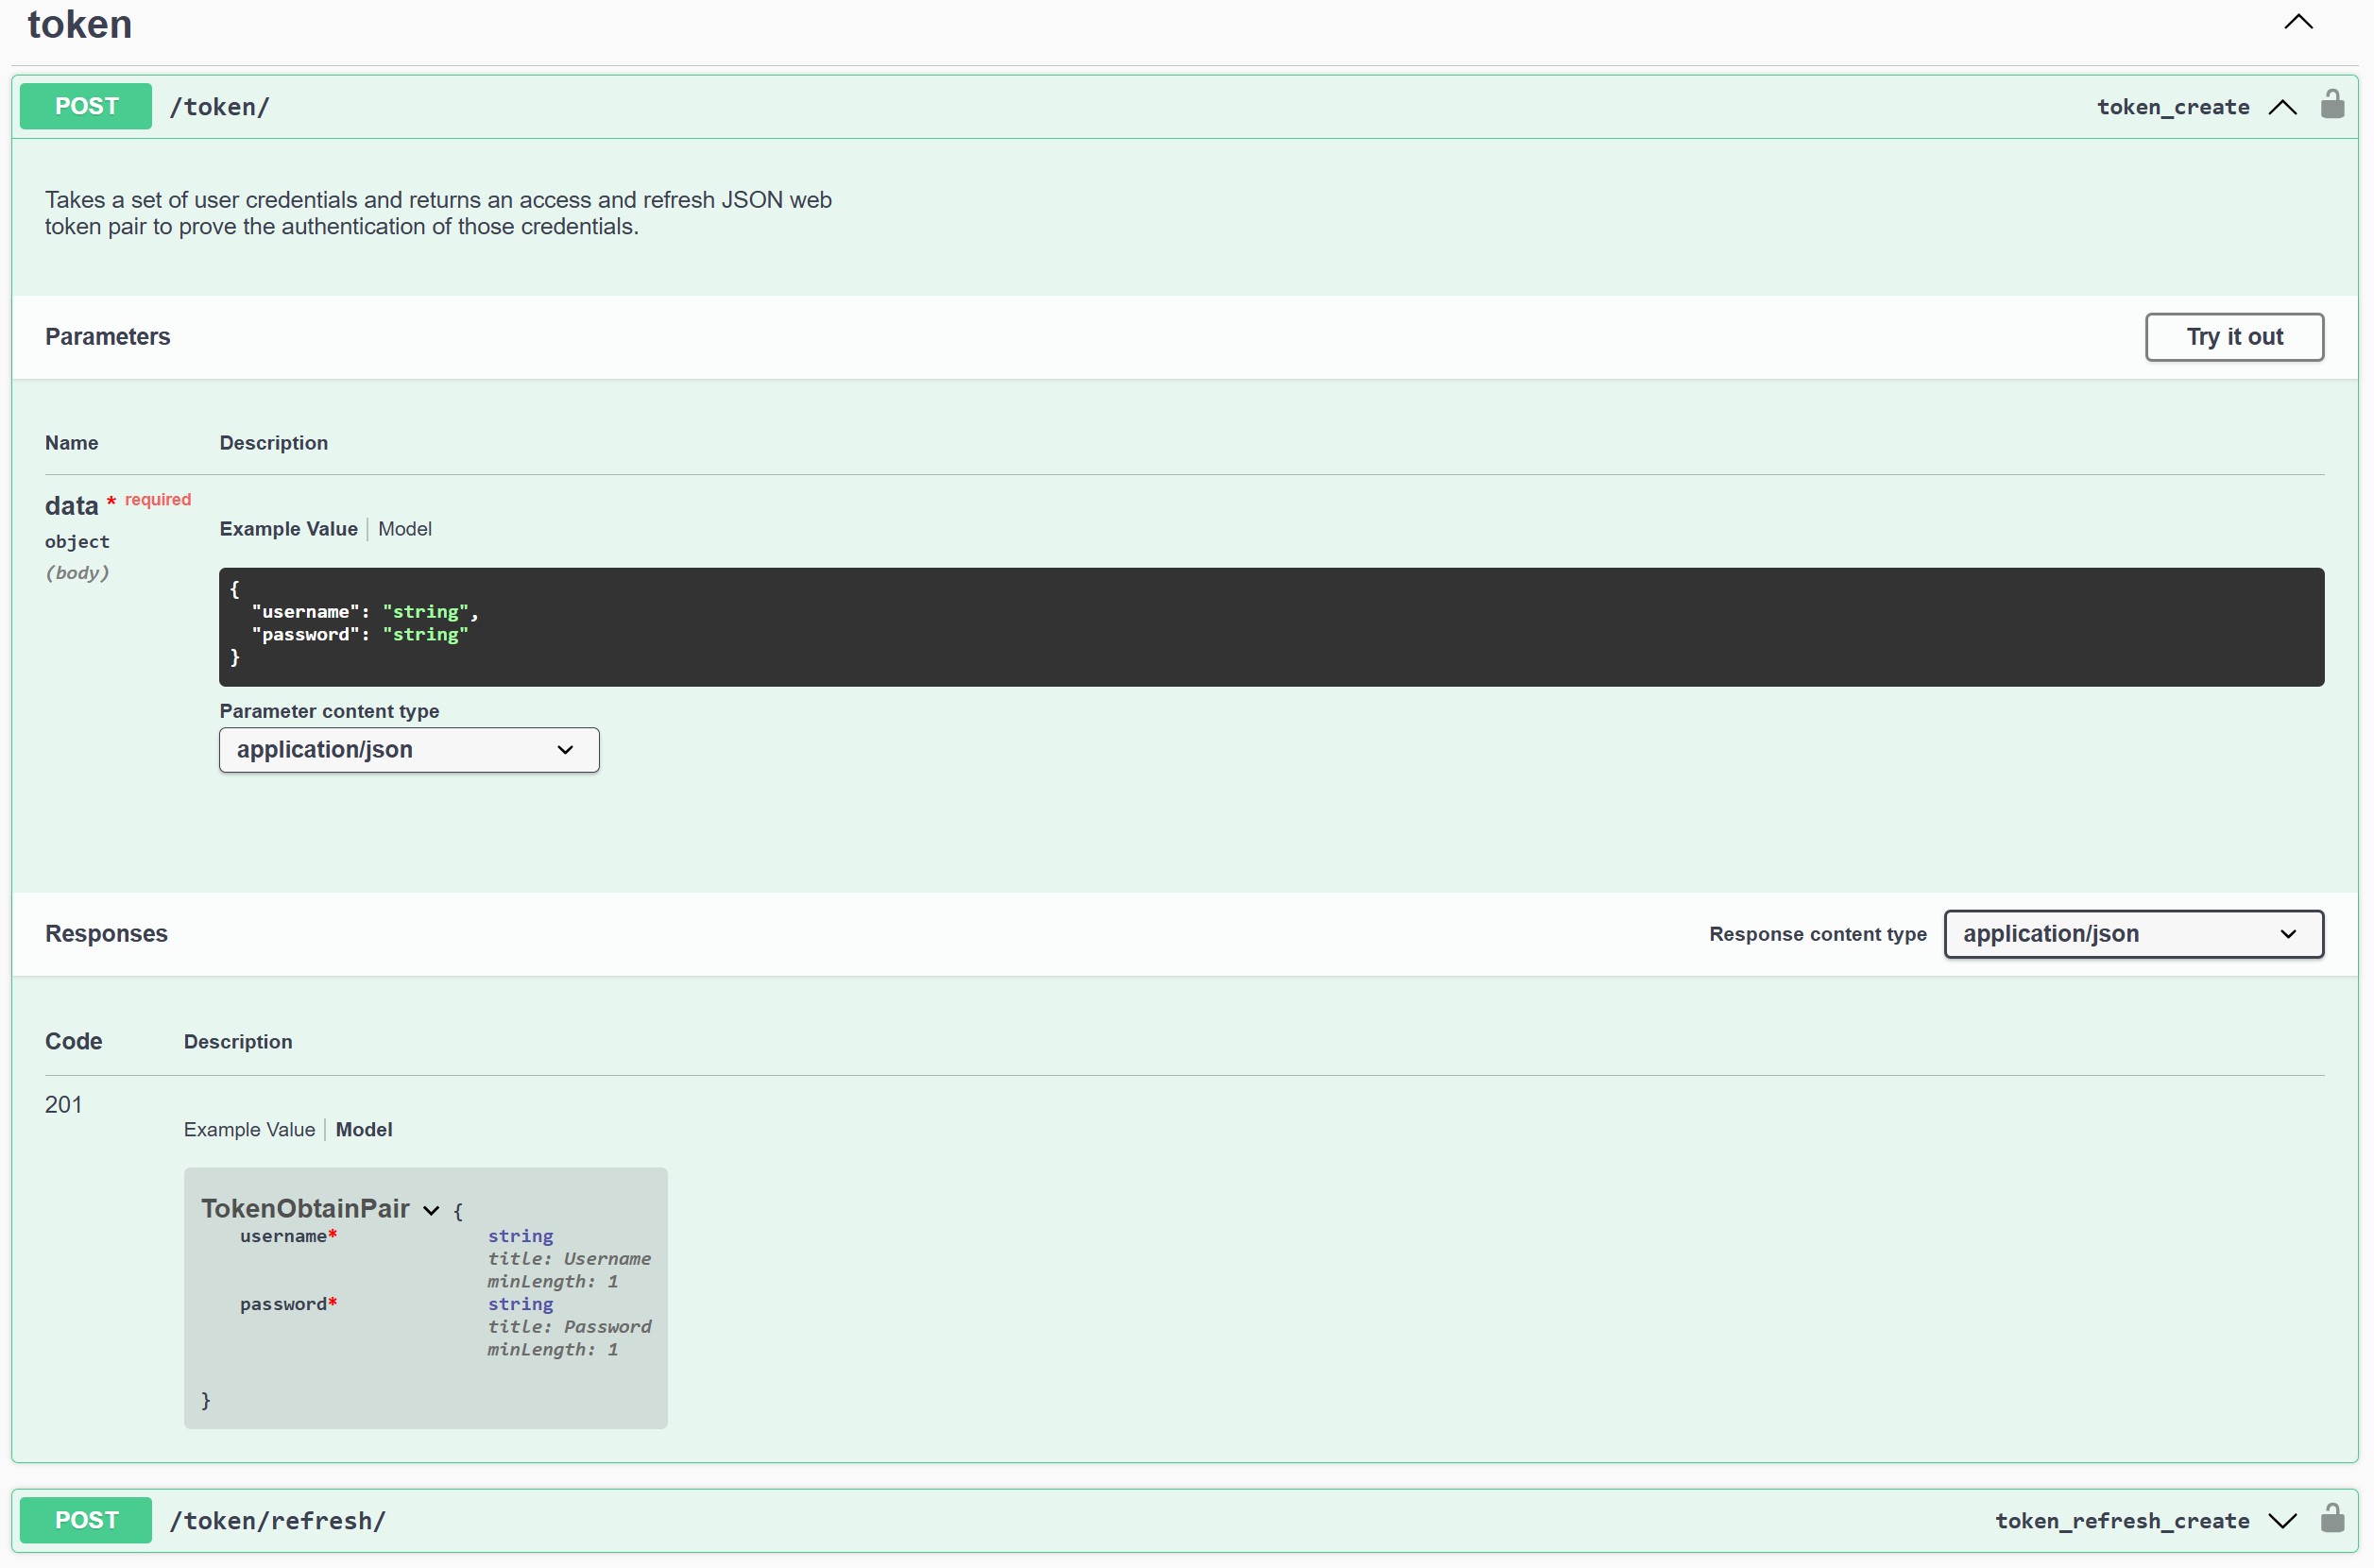 token
POST /token/ token_create
Takes a set of user credentials and returns an access and refresh JSON web
token pair to prove the authentication of those credentials.
Parameters Try it out
Name Description
data * required
object
(body)
Example Value Model
{
  "username": "string",
  "password": "string"
}
Parameter content type
application/json
Responses Response content type application/json
Code Description
201
Example Value Model
TokenObtainPair {
username* string
title: Username
minLength: 1
password* string
title: Password
minLength: 1
}
POST /token/refresh/ token_refresh_create